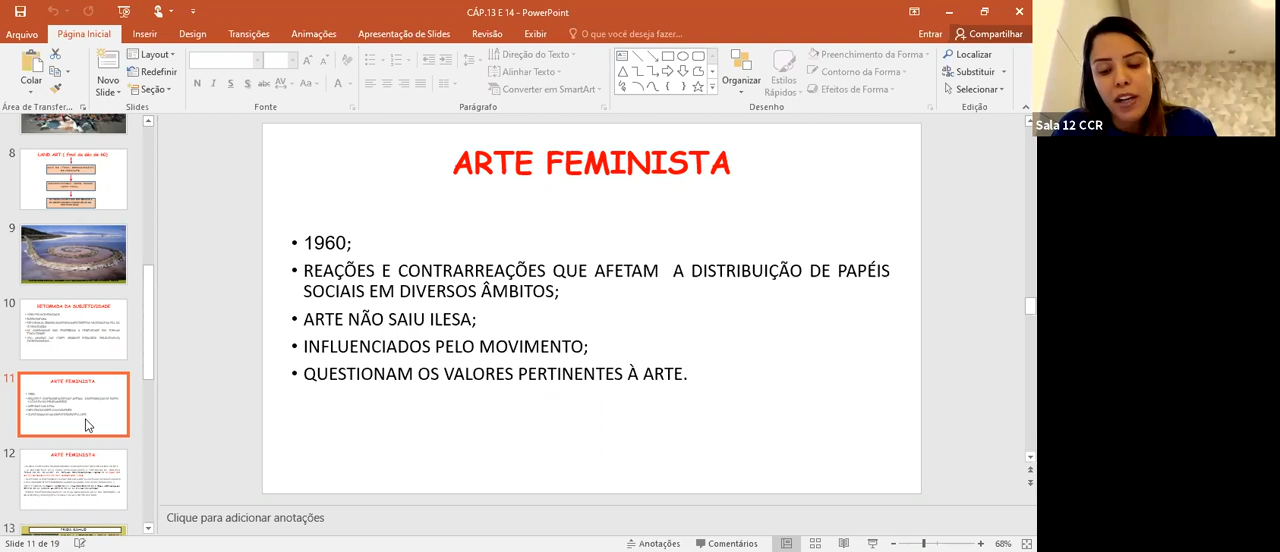 CÁP.13 E 14 - PowerPoint
Arquivo
Página Inicial
Inserir
Design
Transições
Animações
Apresentação de Slides
Revisão
Exibir
O que você deseja fazer...
Entrar
Compartilhar
Colar
Área de Transfer...
Novo
Slide
Layout
Redefinir
Seção
Slides
N I S abc AV Aa A
Fonte
Direção do Texto
Alinhar Texto
Converter em SmartArt
Parágrafo
Organizar
Estilos
Rápidos
Preenchimento da Forma
Contorno da Forma
Efeitos de Forma
Desenho
Localizar
Substituir
Selecionar
Edição
Sala 12 CCR
8
9
10
RETOMADA DA SUBJETIVIDADE
11
ARTE FEMINISTA
12
ARTE FEMINISTA
13
ARTE FEMINISTA
• 1960;
• REAÇÕES E CONTRARREAÇÕES QUE AFETAM A DISTRIBUIÇÃO DE PAPÉIS
SOCIAIS EM DIVERSOS ÂMBITOS;
• ARTE NÃO SAIU ILESA;
• INFLUENCIADOS PELO MOVIMENTO;
• QUESTIONAM OS VALORES PERTINENTES À ARTE.
Clique para adicionar anotações
Slide 11 de 19
Anotações
Comentários
68%